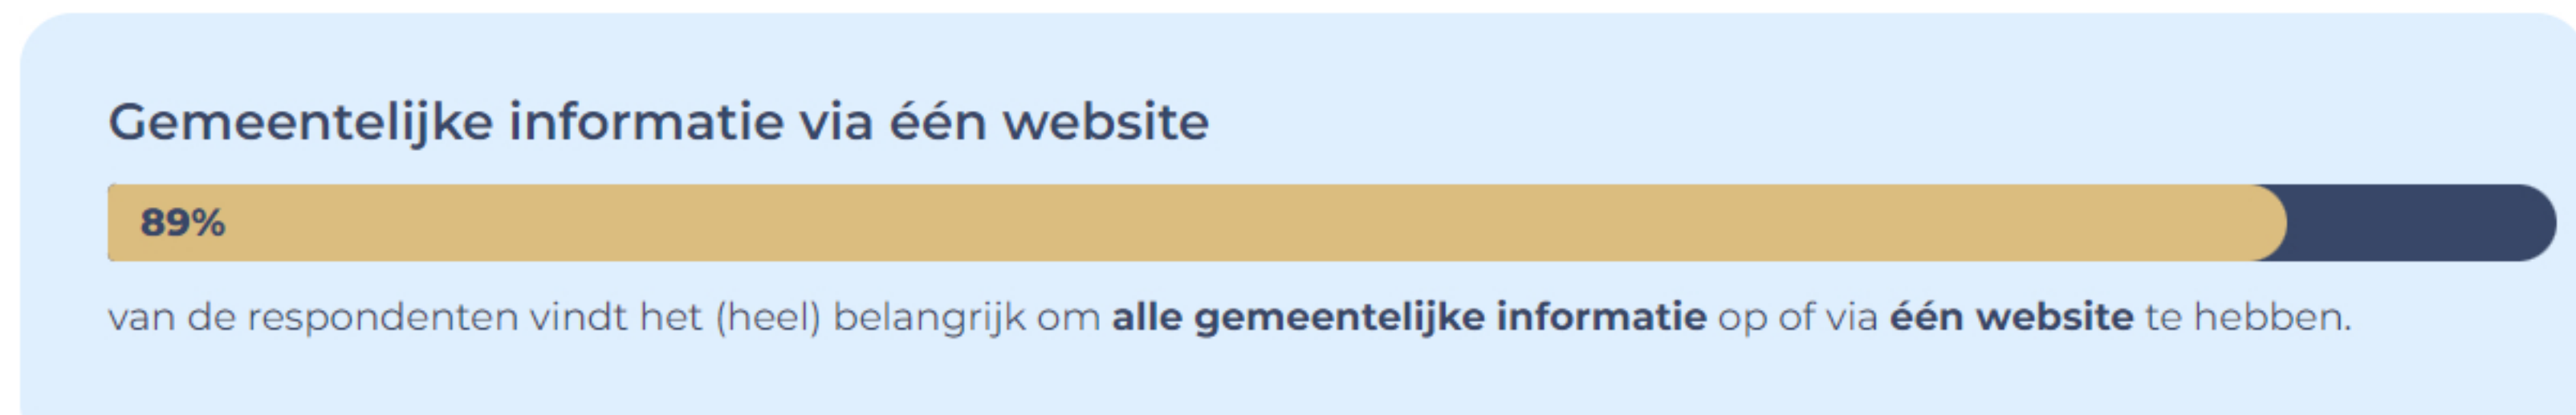 Gemeentelijke informatie via één website
89%
van de respondenten vindt het (heel) belangrijk om alle gemeentelijke informatie op of via één website te hebben.